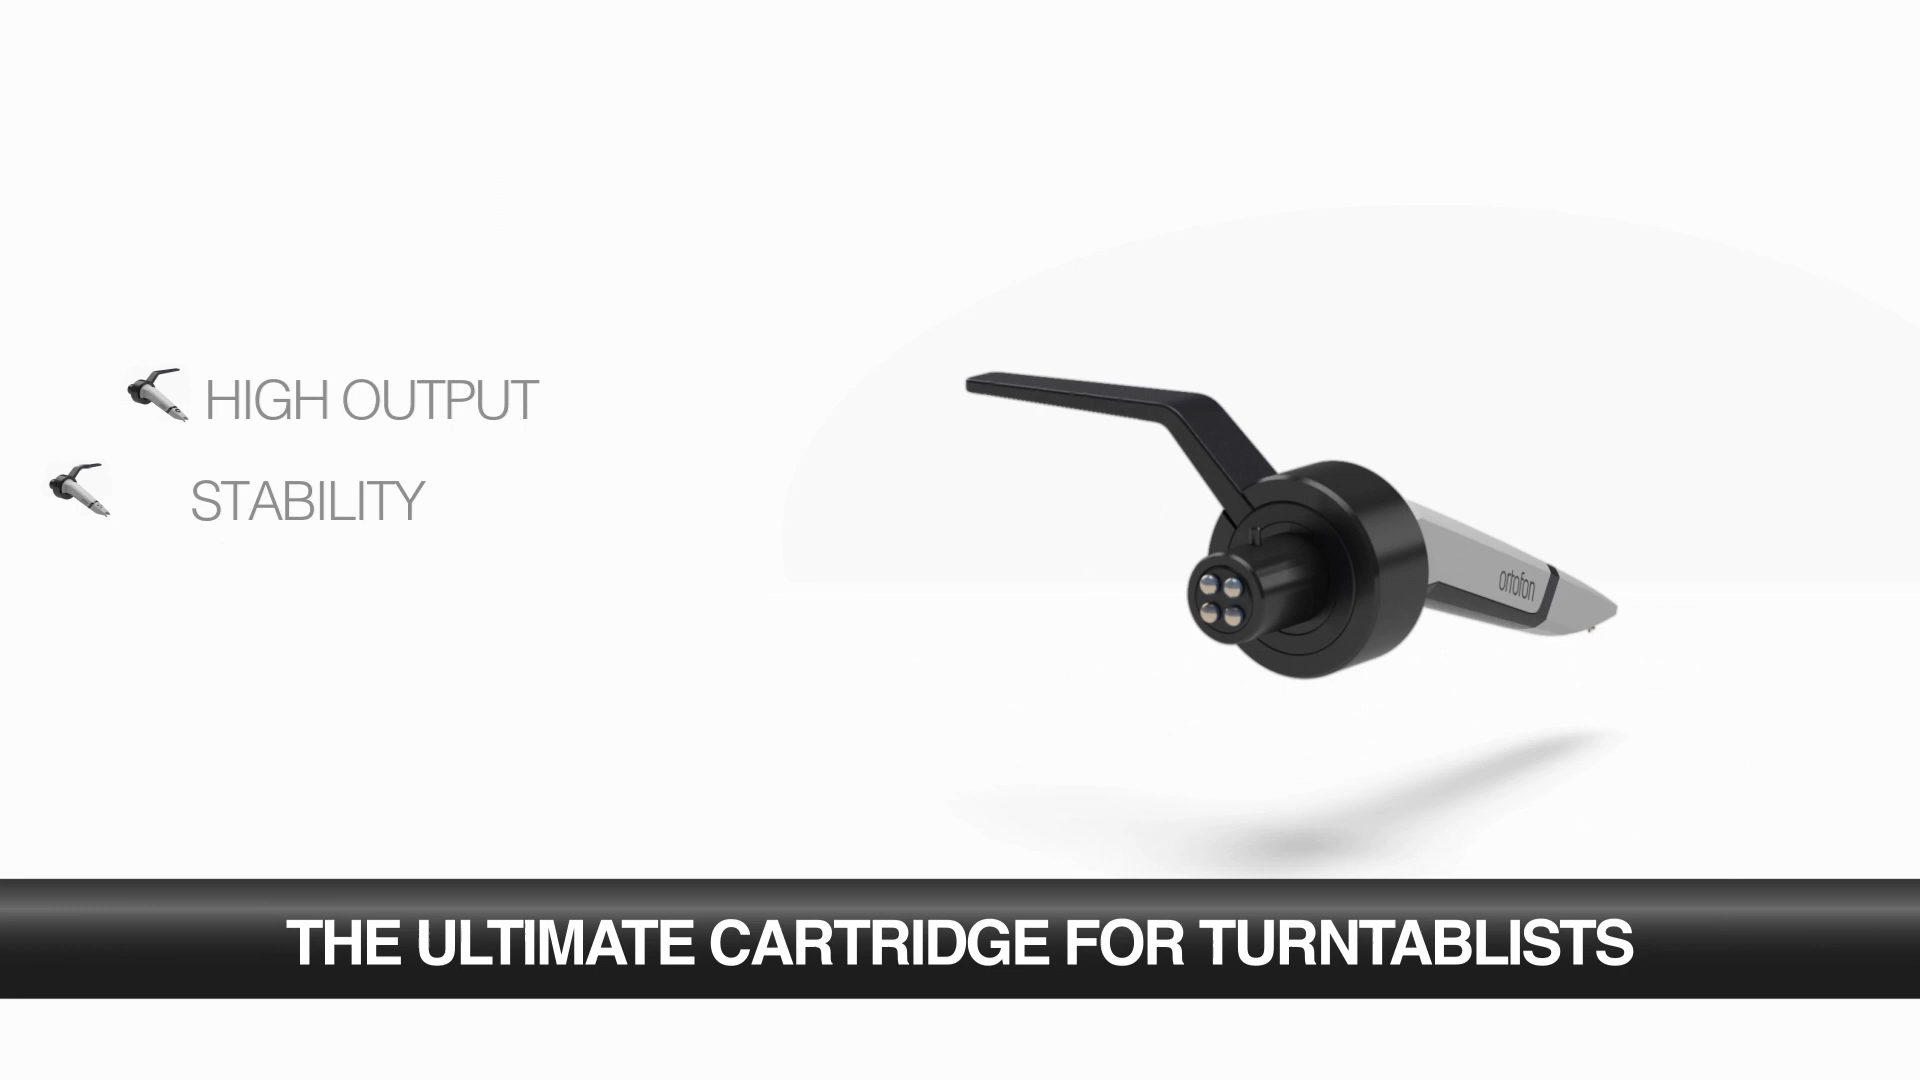 HIGH OUTPUT
STABILITY
ortofon
THE ULTIMATE CARTRIDGE FOR TURNTABLISTS